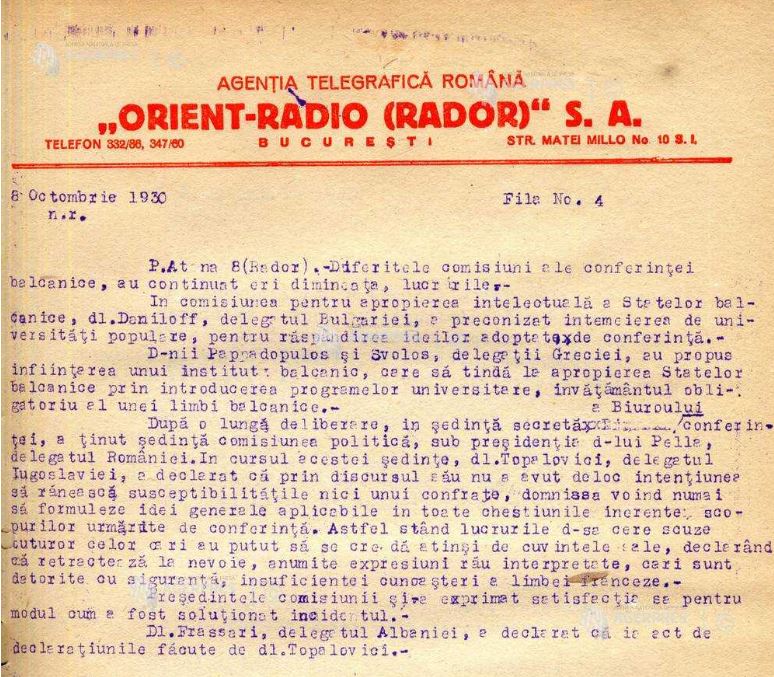 AGENȚIA TELEGRAFICĂ ROMÂNĂ
„ORIENT-RADIO (RADOR)“ S. A.
TELEFON 332/86, 347/60 BUCUREȘTI STR. MATEI MILLO No. 10 S.I.
8 Octombrie 1930 Fila No. 4
n.r.
P.At na 8(Rador).-Diferitele comisiuni ale conferinței
balcanice, au continuat eri dimineața, lucrările.-
In comisiunea pentru apropierea intelectuală a Statelor bal-
canice, dl.Daniloff, delegatul Bulgariei, a preconizat intemeierea de uni-
versități populare, pentru răspândirea ideilor adoptatexde conferință.-
D-nii Pappadopulos și Svolos, delegații Greciei, au propus
inființarea unui institut balcanic, care să tindă la apropierea Statelor
balcanice prin introducerea programelor universitare, invățământul obli-
gatoriu al unei limbi balcanice.- a Biuroului
După o lungă deliberare, in ședință secretă /conferin-
ței, a ținut ședință comisiunea politică, sub președinția d-lui Pella,
delegatul României.In cursul acestei ședințe, dl.Topalovici, delegatul
Iugoslaviei, a declarat că prin discursul său nu a avut deloc intențiunea
să rănească susceptibilitățile nici unui confrate, domnissa voind numai
să formuleze idei generale aplicabile in toate chestiunile inerente sco-
purilor urmărite de conferință. Astfel stând lucrurile d-sa cere scuze
tuturor celor cari au putut să se creadă atinși de cuvintele sale, declarând
că retractează la nevoie, anumite expresiuni rău interpretate, cari sunt
datorite cu siguranță, insuficientei cunoașteri a limbei franceze.-
Președintele comisiunii și-a exprimat satisfacția sa pentru
modul cum a fost soluționat incidentul.-
Dl.Frassari, delegatul Albaniei, a declarat că ia act de
declarațiunile făcute de dl.Topalovici.-